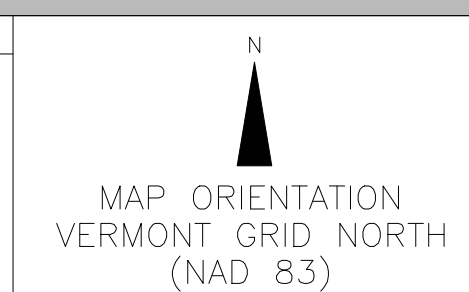 N
MAP ORIENTATION
VERMONT GRID NORTH
(NAD 83)